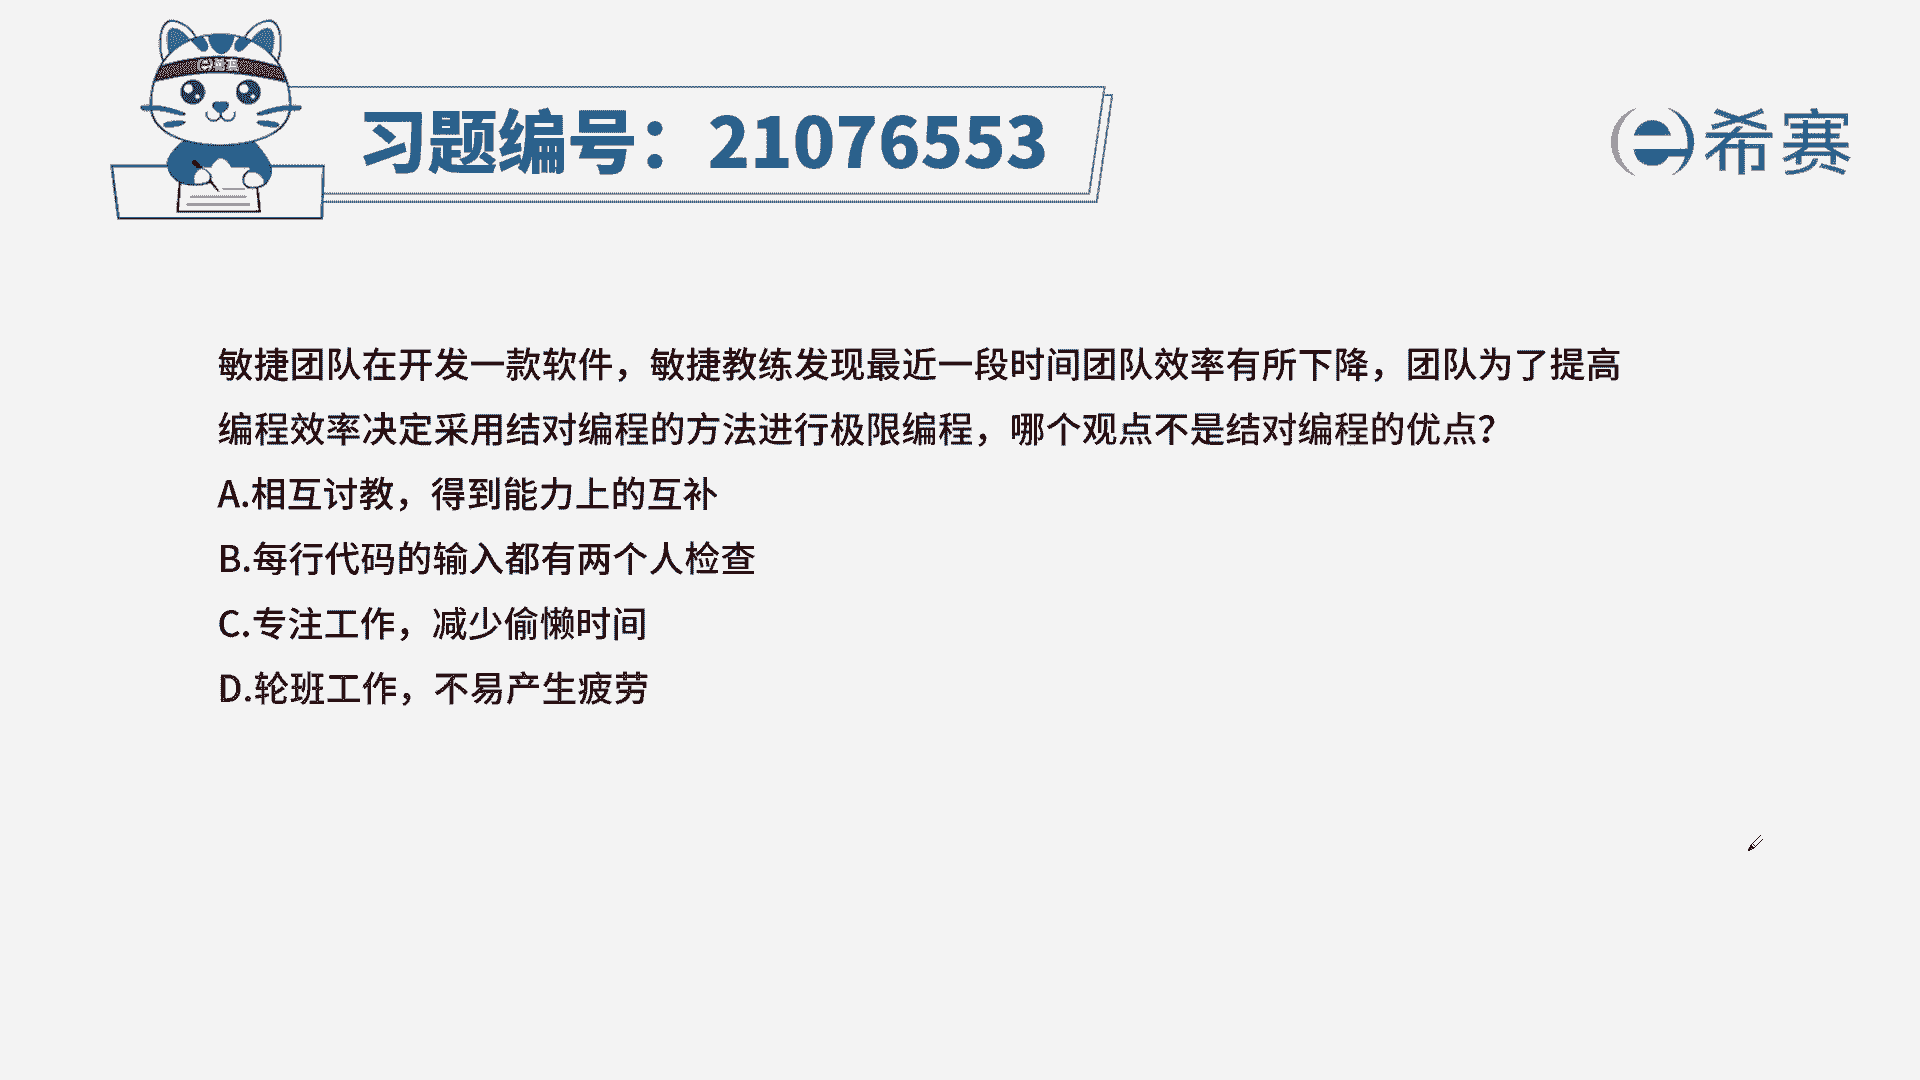 希赛
习题编号：21076553
希赛
敏捷团队在开发一款软件，敏捷教练发现最近一段时间团队效率有所下降，团队为了提高
编程效率决定采用结对编程的方法进行极限编程，哪个观点不是结对编程的优点？
A.相互讨教，得到能力上的互补
B.每行代码的输入都有两个人检查
C.专注工作，减少偷懒时间
D.轮班工作，不易产生疲劳